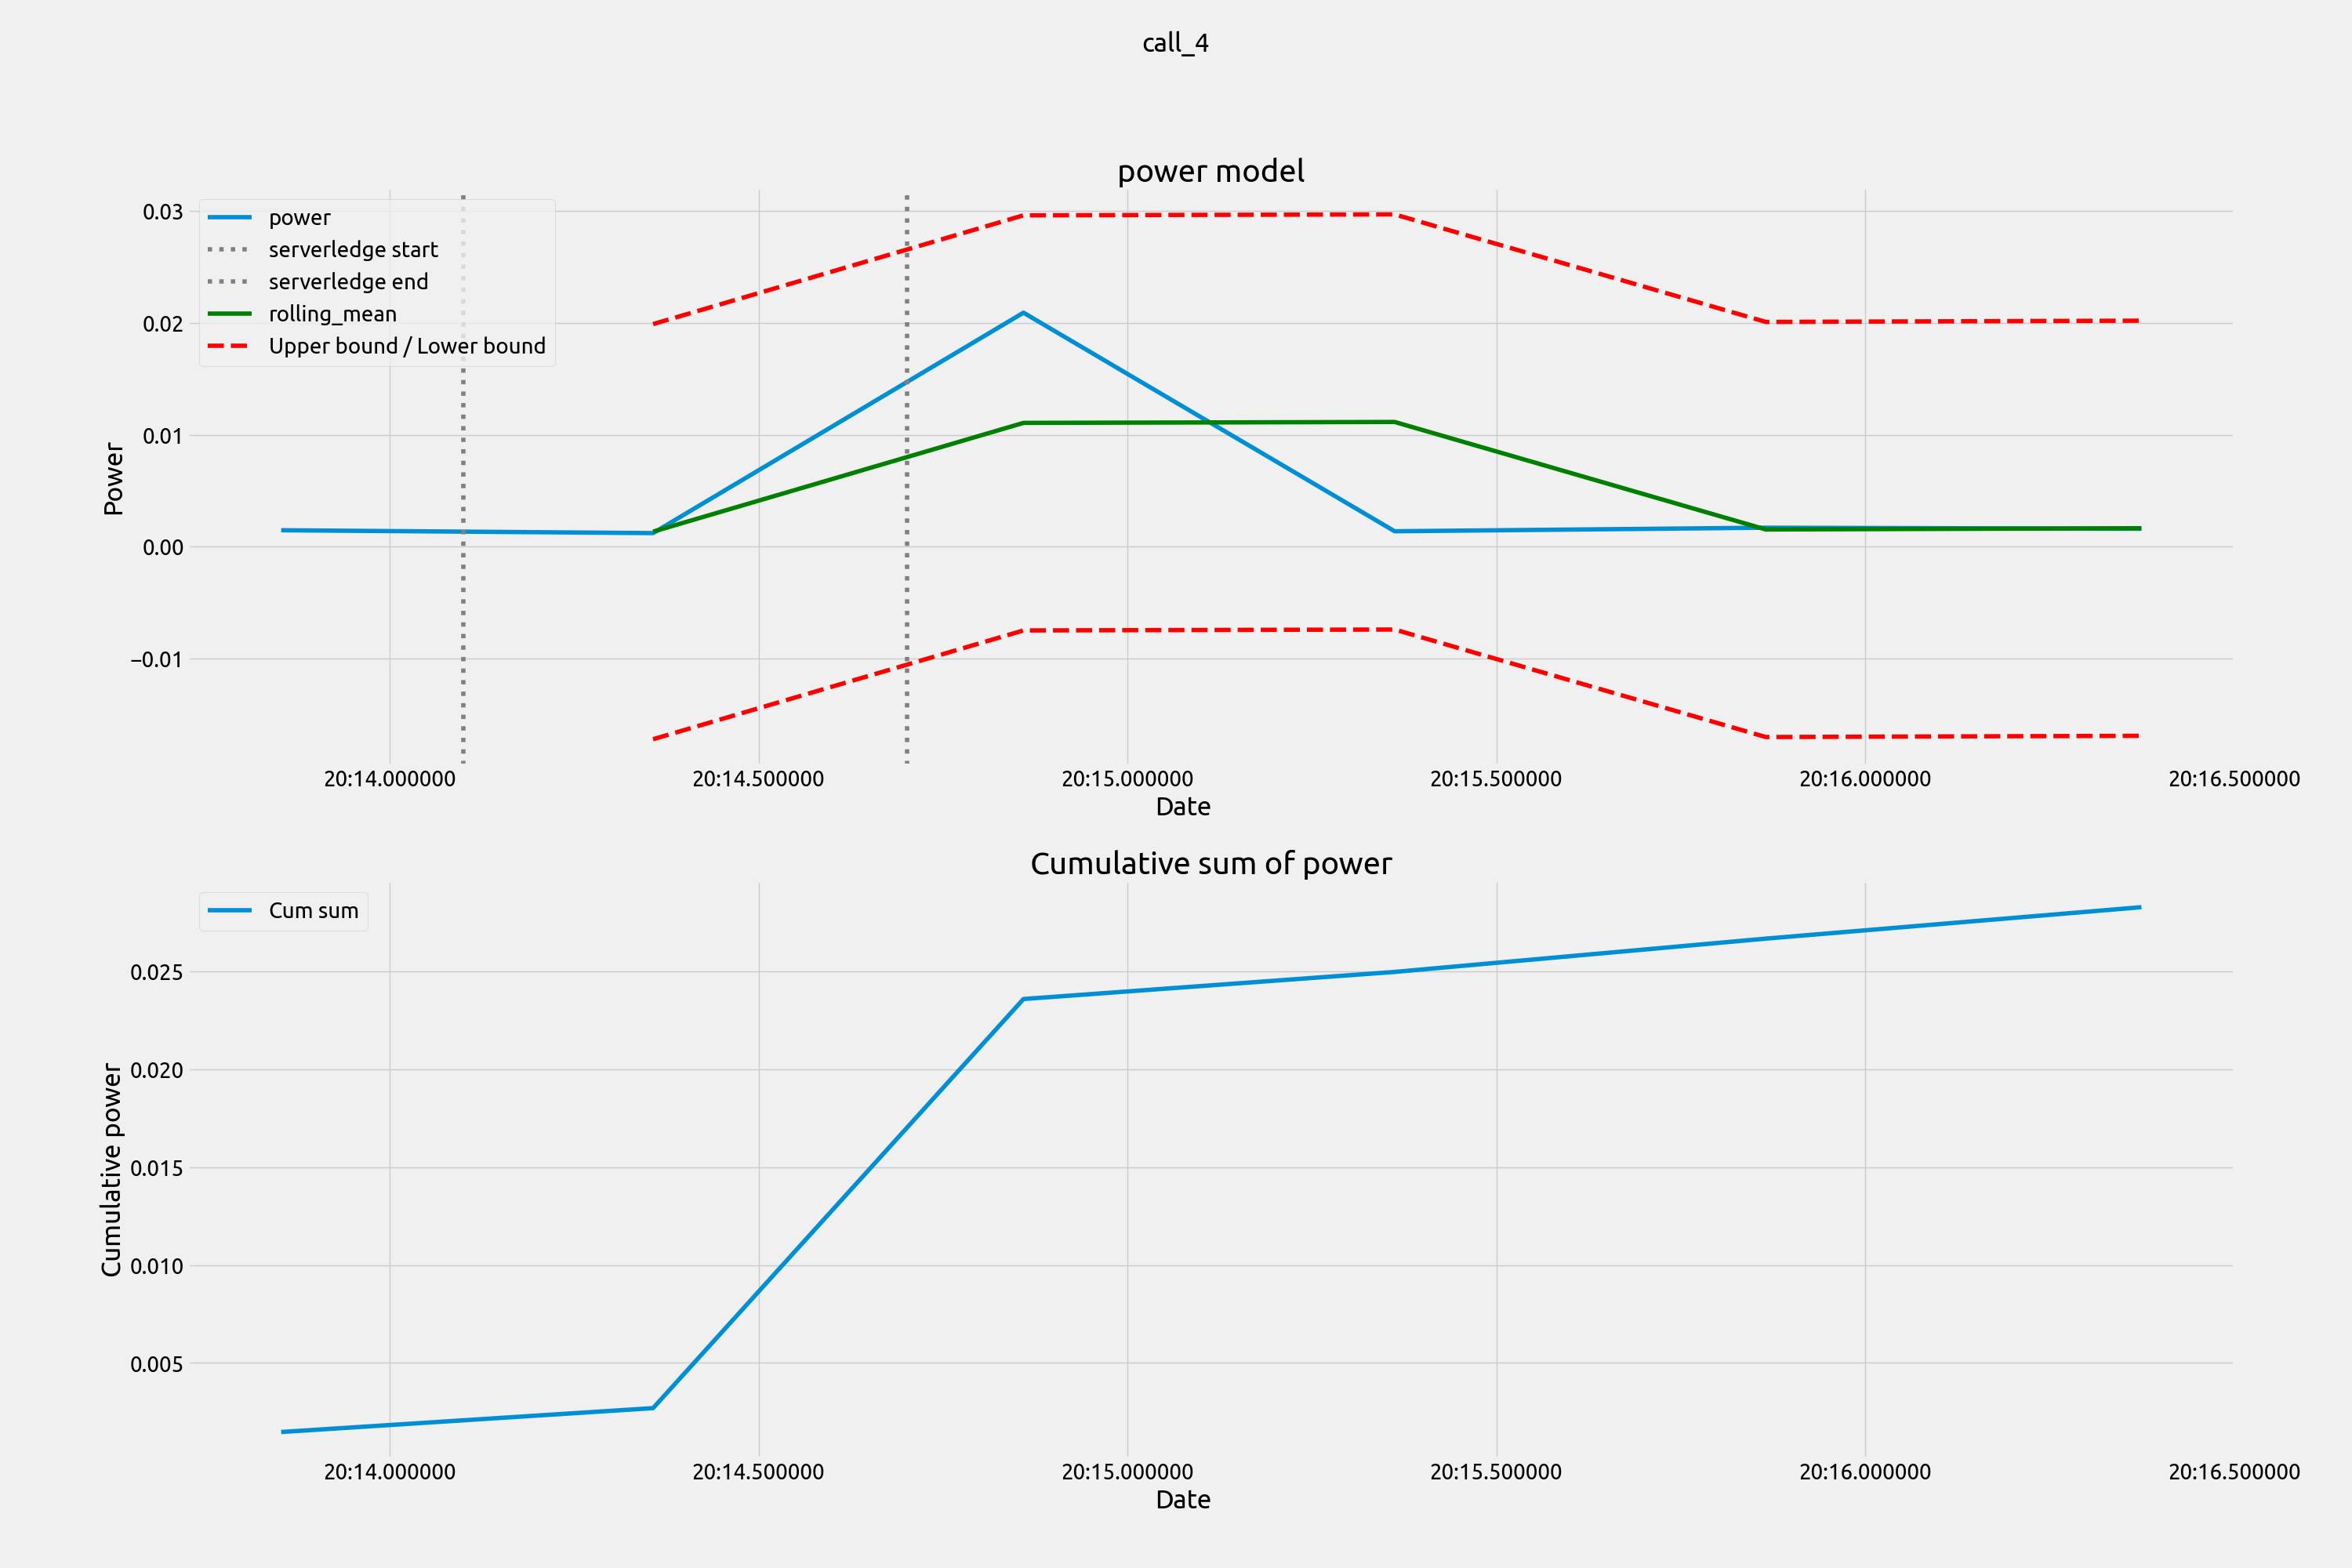 call_4
power model
power
serverledge start
serverledge end
rolling_mean
Upper bound / Lower bound
0.03
0.02
0.01
0.00
−0.01
Power
20:14.000000 20:14.500000 20:15.000000 20:15.500000 20:16.000000 20:16.500000
Date
Cumulative sum of power
Cum sum
0.025
0.020
0.015
0.010
0.005
Cumulative power
20:14.000000 20:14.500000 20:15.000000 20:15.500000 20:16.000000 20:16.500000
Date